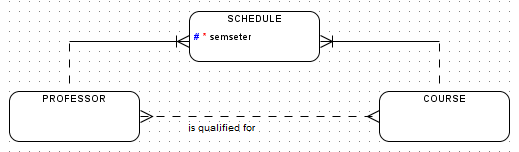 SCHEDULE
# * semseter
PROFESSOR
COURSE
is qualified for